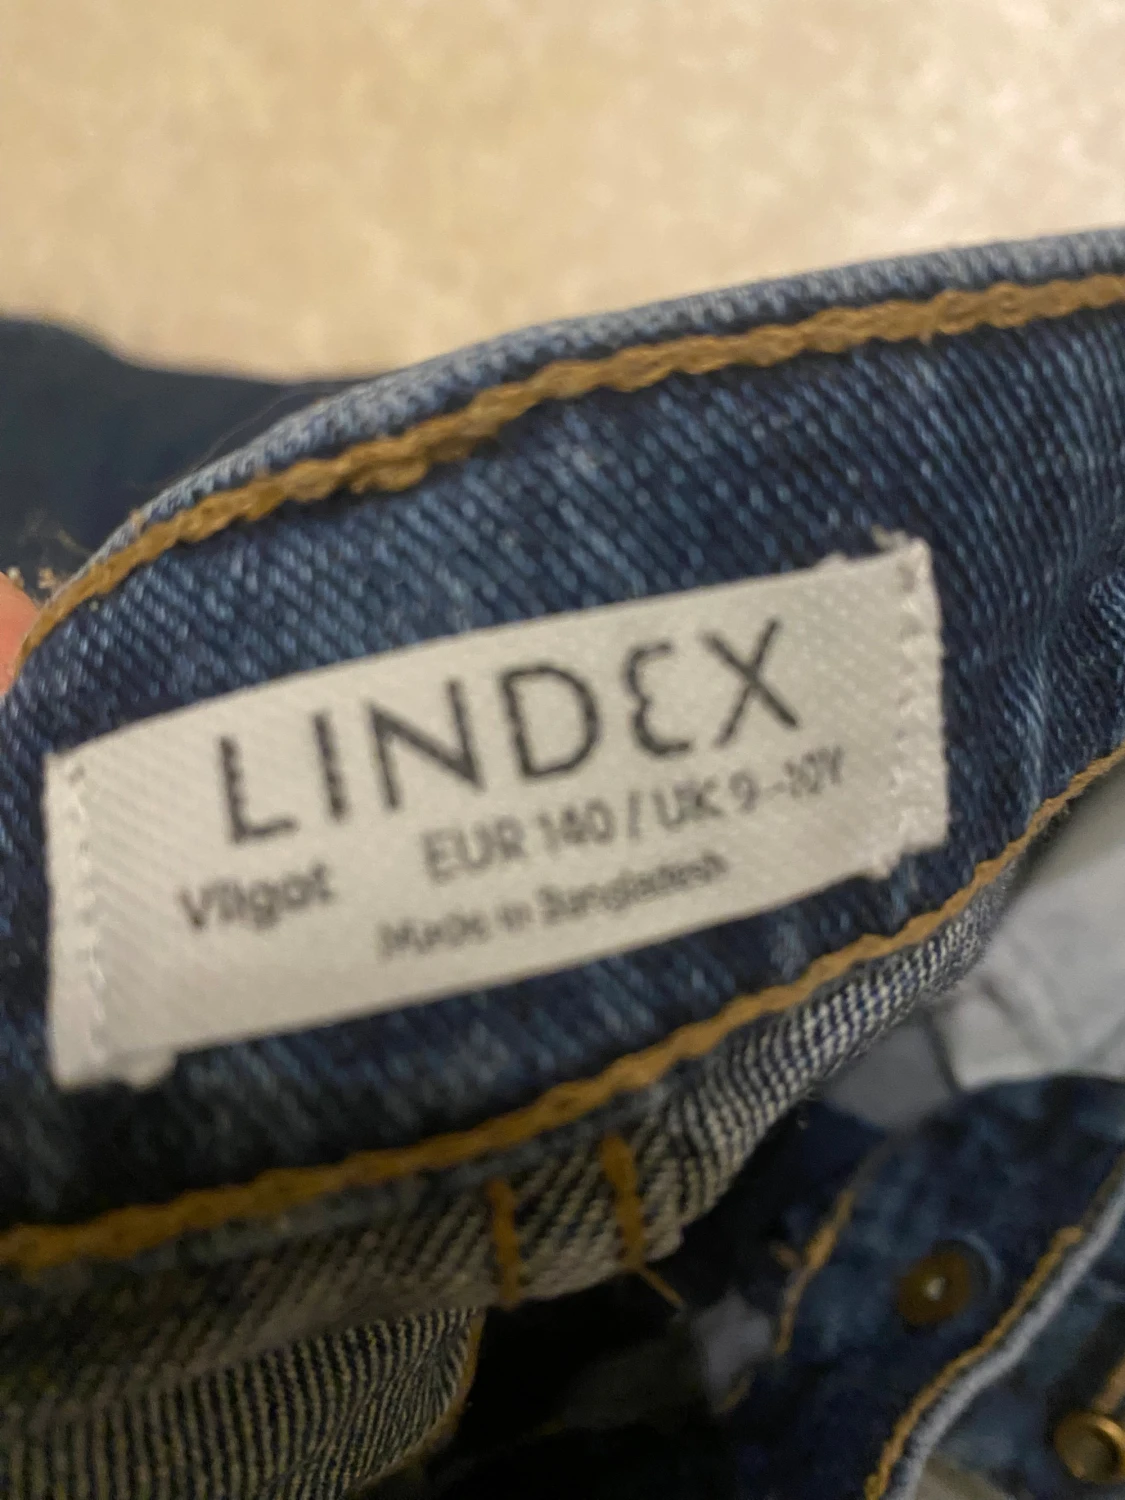 LINDEX
Vilgot EUR 140 / UK 9-10Y
Made in Bangladesh